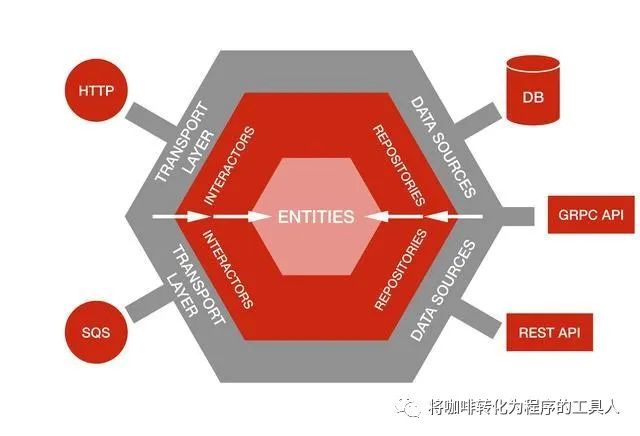 HTTP
TRANSPORT
LAYER
INTERACTORS
REPOSITORIES
DATA SOURCES
DB
ENTITIES
GRPC API
TRANSPORT
LAYER
INTERACTORS
REPOSITORIES
DATA SOURCES
SQS
REST API
将咖啡转化为程序的工具人